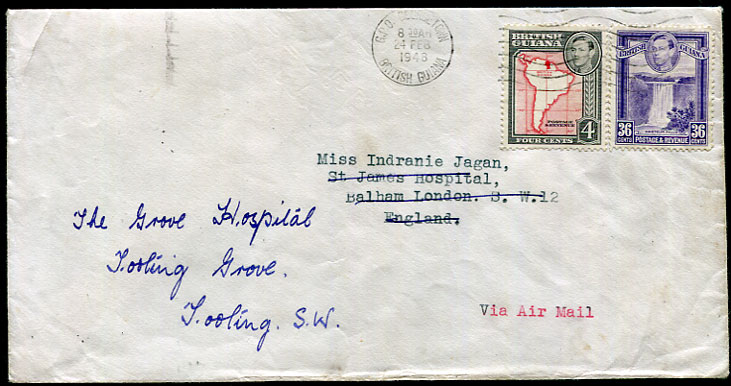 G.P.O. GEORGETOWN
8 AM
24 FEB
1948
BRITISH GUIANA
BRITISH
GUIANA
POSTAGE
& REVENUE
4
FOUR CENTS
BRITISH GUIANA
36 CENTS
POSTAGE & REVENUE
36 CENTS
Miss Indranie Jagan,
St James Hospital,
Balham London. S. W.12
England.
The Grove Hospital
Tooting Grove.
Tooting. S.W.
Via Air Mail